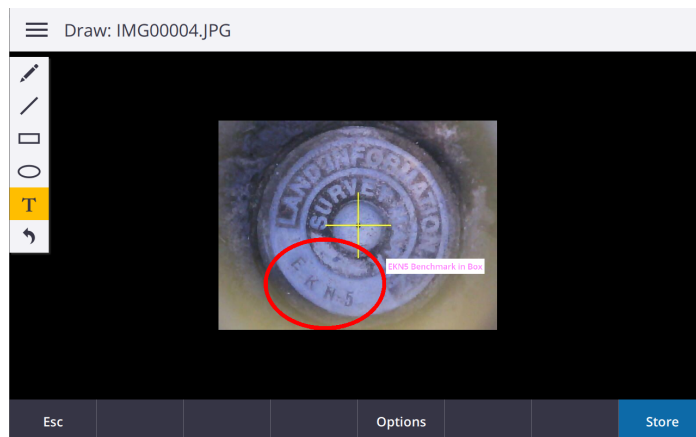 Draw: IMG00004.JPG
T
LAND INFORMATION
SURVEY
EKN5 Benchmark in Box
E K N-5
Esc
Options
Store